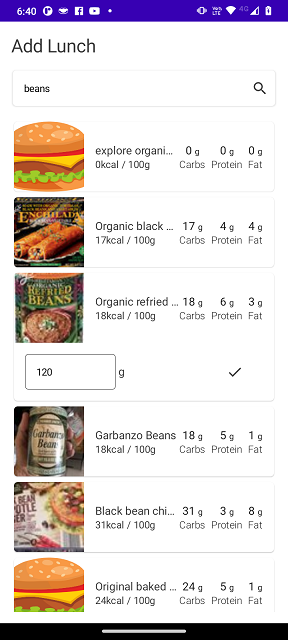 6:40
Vo)) LTE 4G
Add Lunch
beans
explore organi... 0 g 0 g 0 g
0kcal / 100g Carbs Protein Fat
ENCHILADA
Organic black ... 17 g 4 g 4 g
17kcal / 100g Carbs Protein Fat
REFRIED
BEANS
Organic refried ... 18 g 6 g 3 g
18kcal / 100g Carbs Protein Fat
120 g
Garbanzo
Beans
Garbanzo Beans 18 g 5 g 1 g
18kcal / 100g Carbs Protein Fat
Black bean chi... 31 g 3 g 8 g
31kcal / 100g Carbs Protein Fat
Original baked ... 24 g 5 g 1 g
24kcal / 100g Carbs Protein Fat